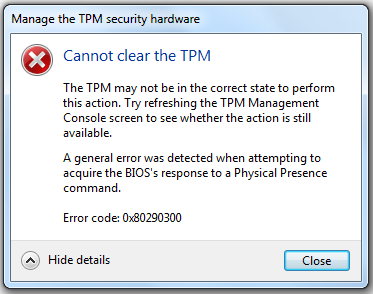 Manage the TPM security hardware
Cannot clear the TPM
The TPM may not be in the correct state to perform
this action. Try refreshing the TPM Management
Console screen to see whether the action is still
available.
A general error was detected when attempting to
acquire the BIOS's response to a Physical Presence
command.
Error code: 0x80290300
Hide details
Close